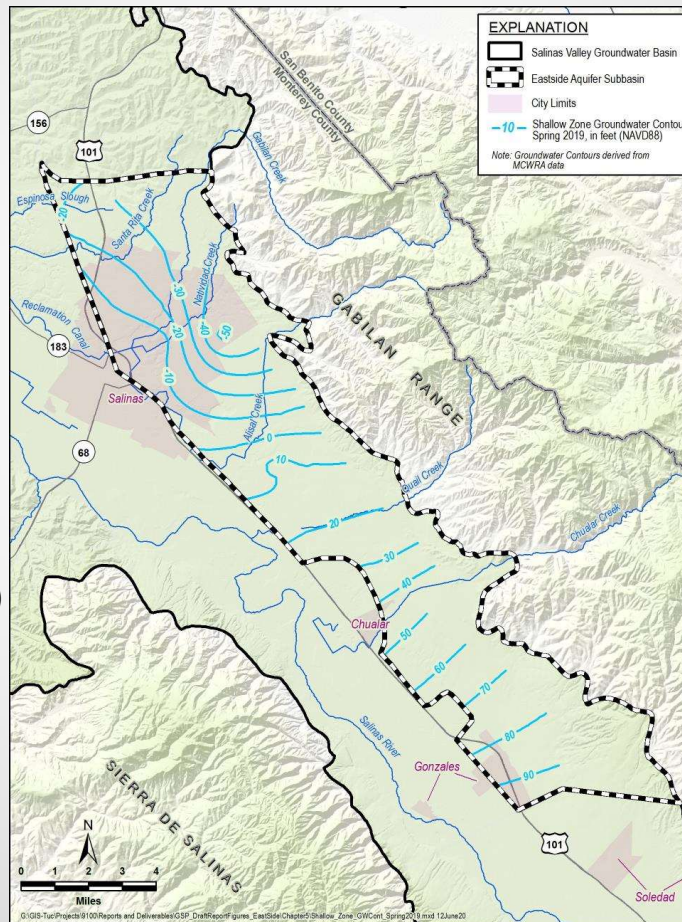 EXPLANATION
Salinas Valley Groundwater Basin
Eastside Aquifer Subbasin
City Limits
-10
Shallow Zone Groundwater Contou
Spring 2019, in feet (NAVD88)
Note: Groundwater Contours derived from
MCWRA data
San Benito County
Monterey County
156
101
Gabilan Creek
Espinosa Slough
-20
Santa Rita Creek
Natividad Creek
-30
-40
-50
-20
-10
Reclamation Canal
183
GABILAN RANGE
Salinas
Alisal Creek
68
0
10
Quail Creek
20
Chualar Creek
30
40
Chualar
50
60
70
80
90
Salinas River
Gonzales
SIERRA DE SALINAS
101
Soledad
N
0 1 2 3 4
Miles
G:\GIS-Tuc\Projects\9100\Reports and Deliverables\GSP_DraftReportFigures_EastSide\Chapter5\Shallow_Zone_GWCont_Spring2019.mxd 12June20